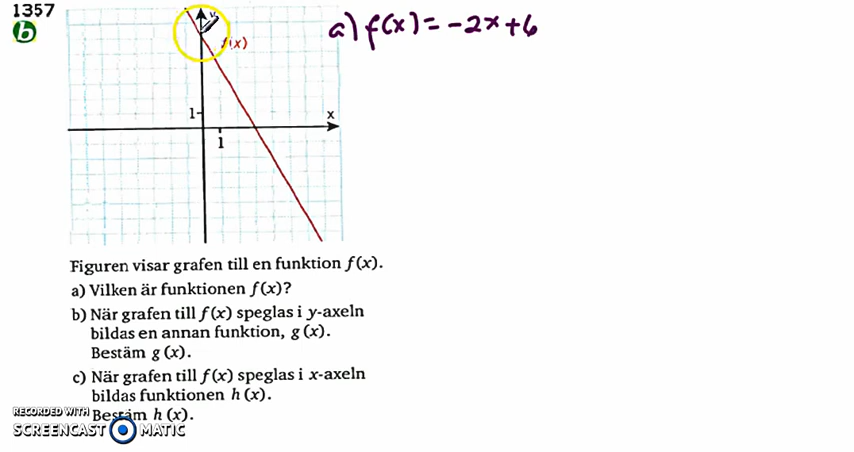 1357
b
a) f(x) = -2x + 6
y
f(x)
x
1
1
Figuren visar grafen till en funktion f(x).
a) Vilken är funktionen f(x)?
b) När grafen till f(x) speglas i y-axeln
bildas en annan funktion, g(x).
Bestäm g(x).
c) När grafen till f(x) speglas i x-axeln
bildas funktionen h(x).
Bestäm h(x).
RECORDED WITH
SCREENCAST MATIC